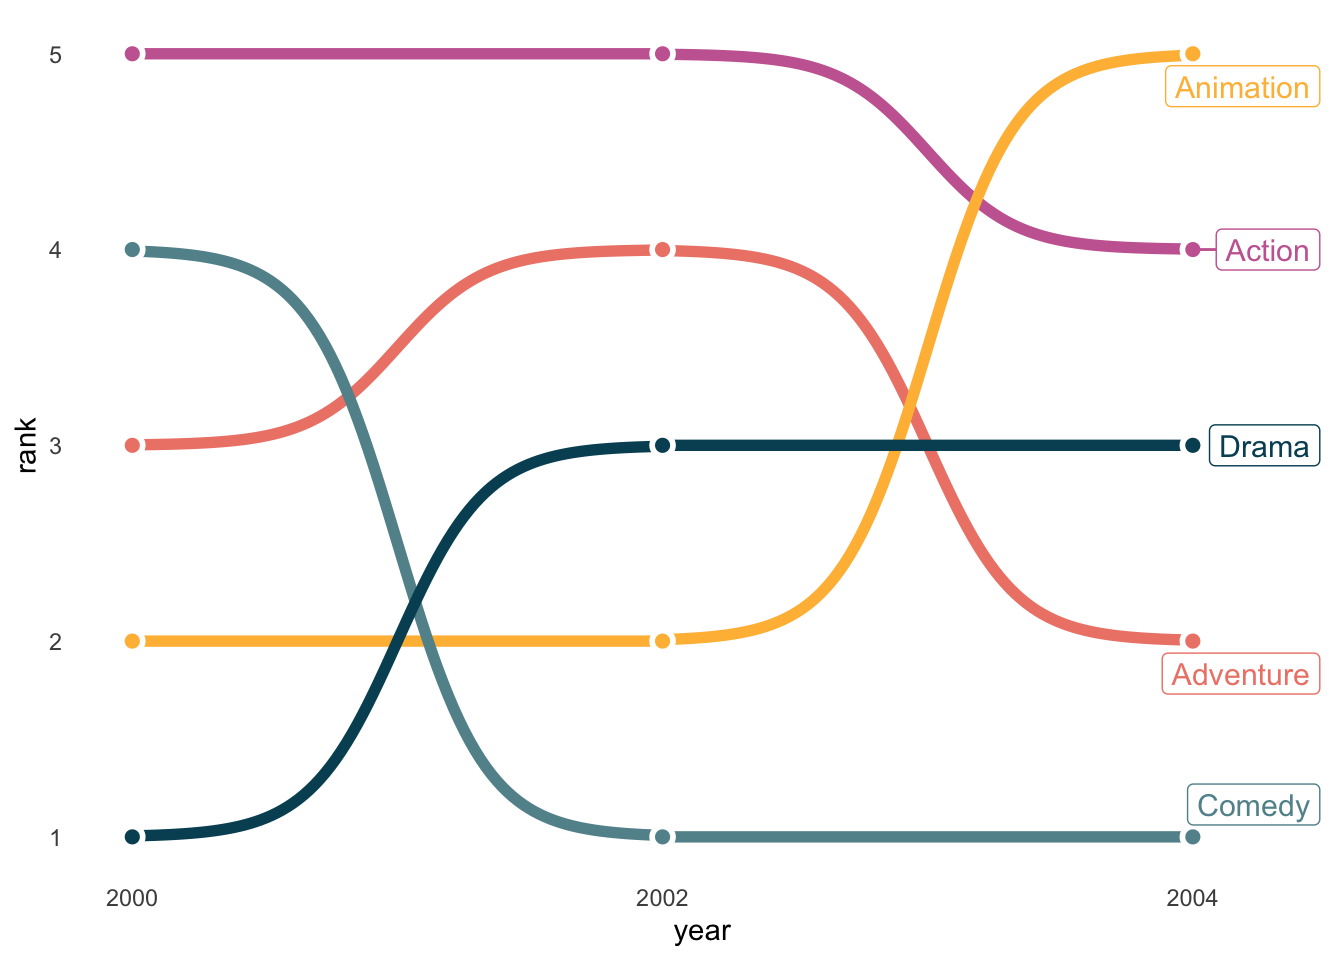 5
Animation
4
Action
3
Drama
rank
2
Adventure
Comedy
1
2000 2002 2004
year